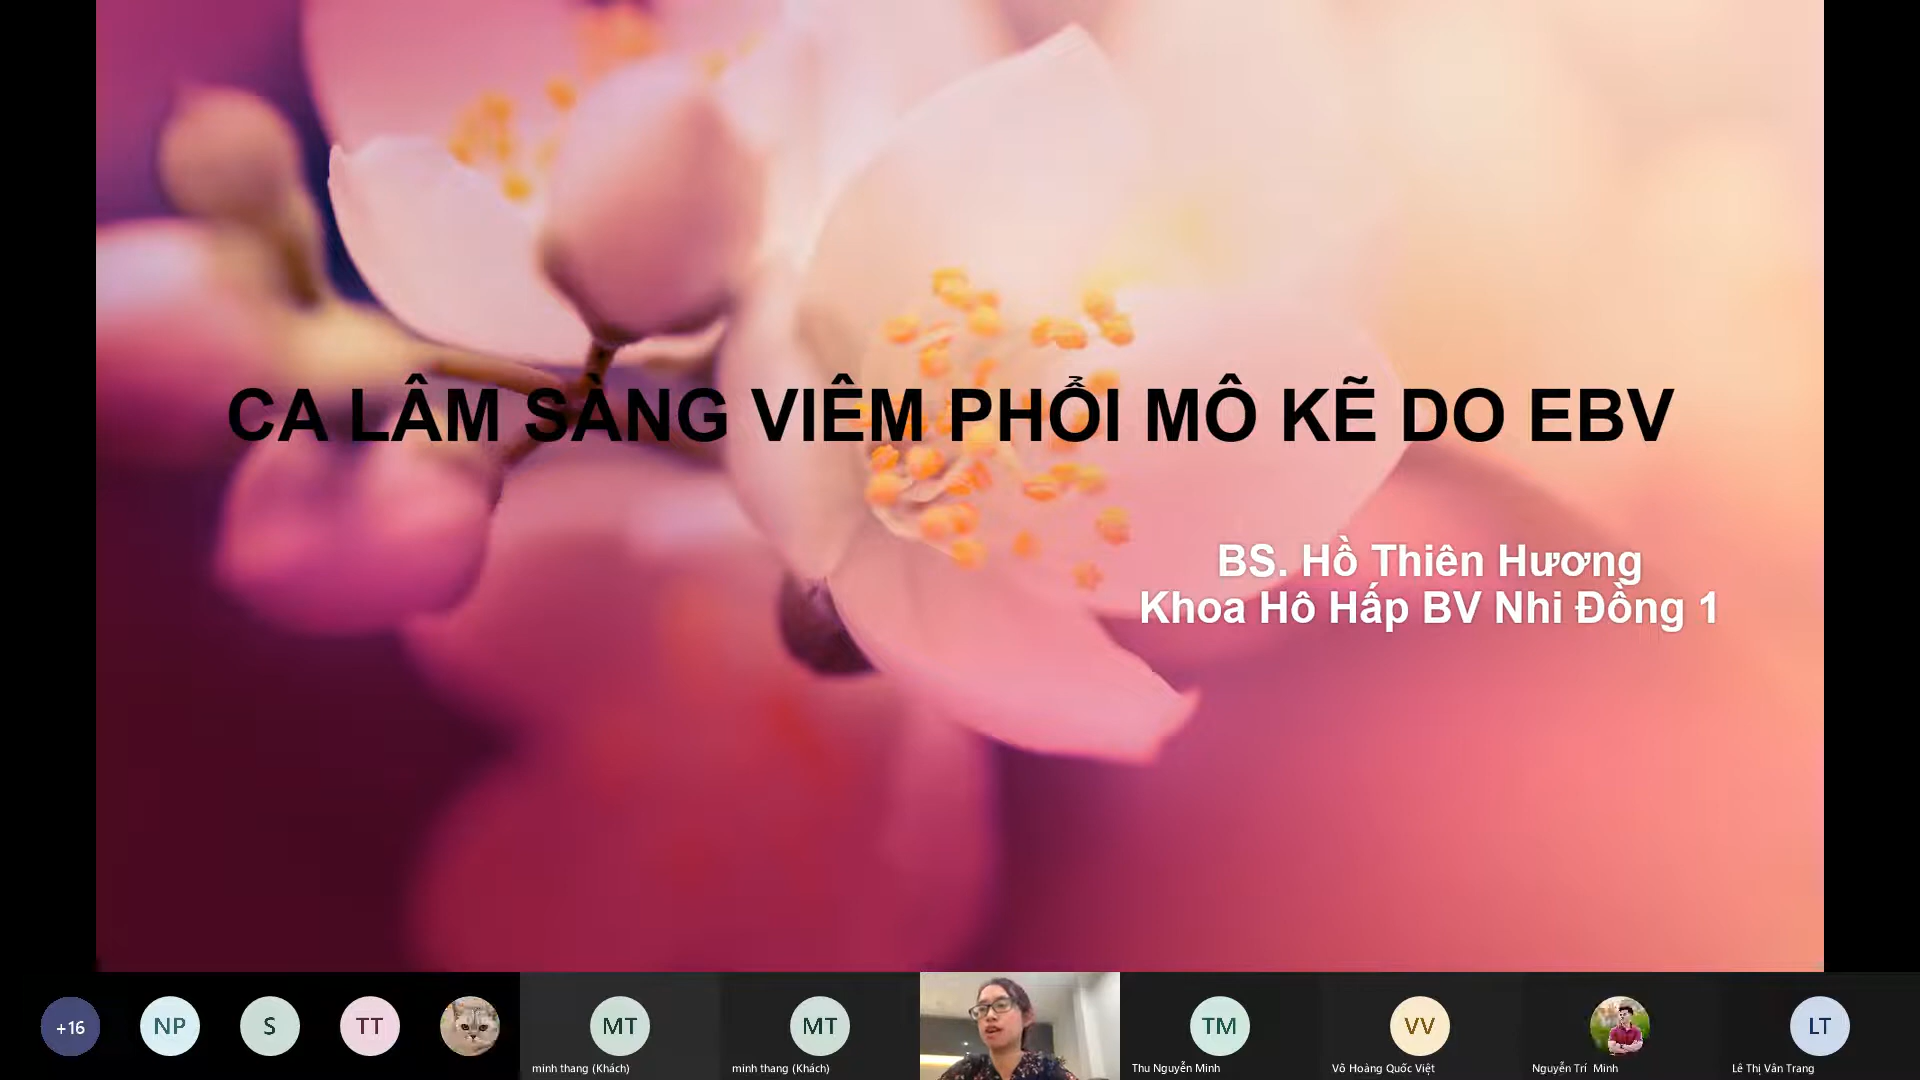 CA LÂM SÀNG VIÊM PHỔI MÔ KẼ DO EBV
BS. Hồ Thiên Hương
Khoa Hô Hấp BV Nhi Đồng 1
+16
NP
S
TT
MT
MT
TM
VV
LT
minh thang (Khách)
minh thang (Khách)
Thu Nguyễn Minh
Võ Hoàng Quốc Việt
Nguyễn Trí Minh
Lê Thị Vân Trang